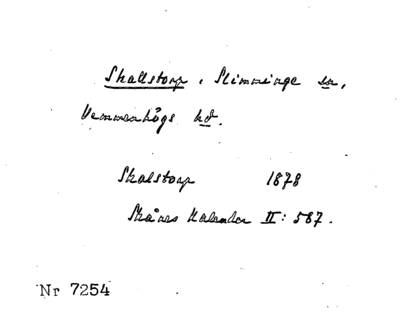 Skallstorp, Slimminge sn,
Vemmenhögs hd.
Skalstorp 1878
Skånes Kalender II: 587.
Nr 7254